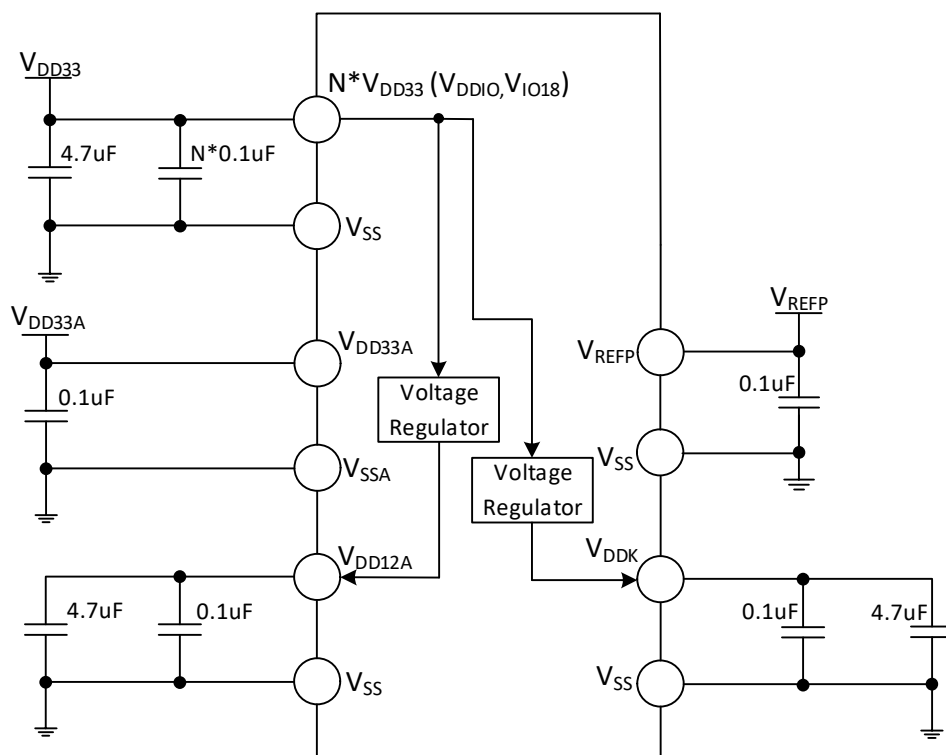 VDD33
N*VDD33 (VDDIO,VIO18)
4.7uF
N*0.1uF
VSS
VDD33A
VDD33A
0.1uF
VSSA
Voltage
Regulator
Voltage
Regulator
VREFP
VREFP
0.1uF
VSS
VDD12A
4.7uF
0.1uF
VSS
VDDK
0.1uF
4.7uF
VSS